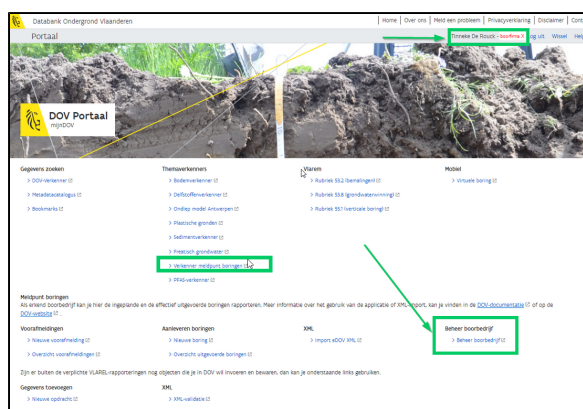 Databank Ondergrond Vlaanderen
Home | Over ons | Meld een probleem | Privacyverklaring | Disclaimer | Cont
Portaal
Tinneke De Rouck - boorfirma X
og uit Wissel Hel
DOV Portaal
mijnDOV
Gegevens zoeken
> DOV-Verkenner
> Metadatacatalogus
> Bookmarks
Themaverkenners
> Bodemverkenner
> Delfstoffenverkenner
> Ondiep model Antwerpen
> Plastische gronden
> Sedimentverkenner
> Freatisch grondwater
> Verkenner meldpunt boringen
> PFAS-verkenner
Vlarem
> Rubriek 53.2 (bemalingen)
> Rubriek 53.8 (grondwaterwinning)
> Rubriek 55.1 (verticale boring)
Mobiel
> Virtuele boring
Meldpunt boringen
Als erkend boorbedrijf kan je hier de ingeplande en de effectief uitgevoerde boringen rapporteren. Meer informatie over het gebruik van de applicatie of XML-import, kan je vinden in de DOV-documentatie of op de
DOV-website
Voorafmeldingen
> Nieuwe voorafmelding
> Overzicht voorafmeldingen
Aanleveren boringen
> Nieuwe boring
> Overzicht uitgevoerde boringen
XML
> Import eDOV XML
Beheer boorbedrijf
> Beheer boorbedrijf
Zijn er buiten de verplichte VLAREL-rapporteringen nog objecten die je in DOV wil invoeren en bewaren, dan kan je onderstaande links gebruiken.
Gegevens toevoegen
> Nieuwe opdracht
XML
> XML-validatie